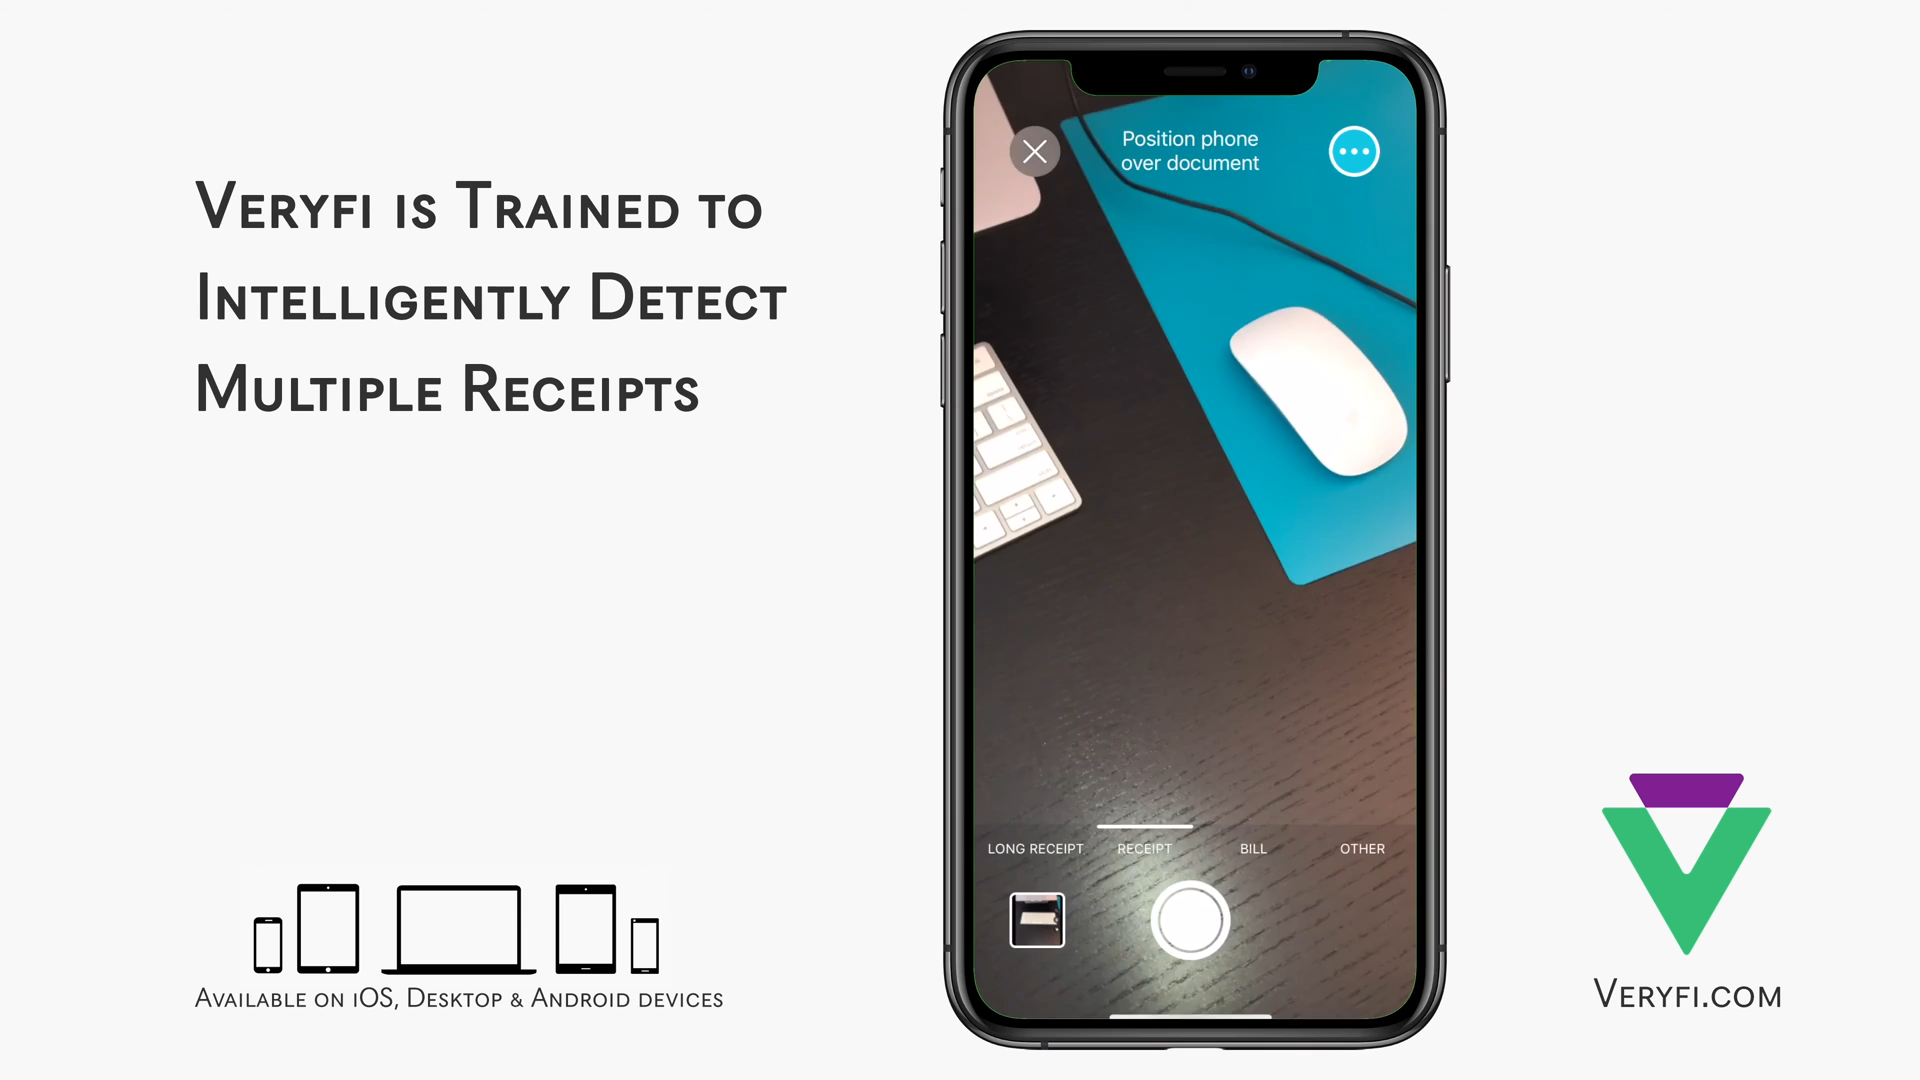 Veryfi is Trained to
Intelligently Detect
Multiple Receipts
Position phone
over document
LONG RECEIPT
RECEIPT
BILL
OTHER
Available on iOS, Desktop & Android devices
Veryfi.com